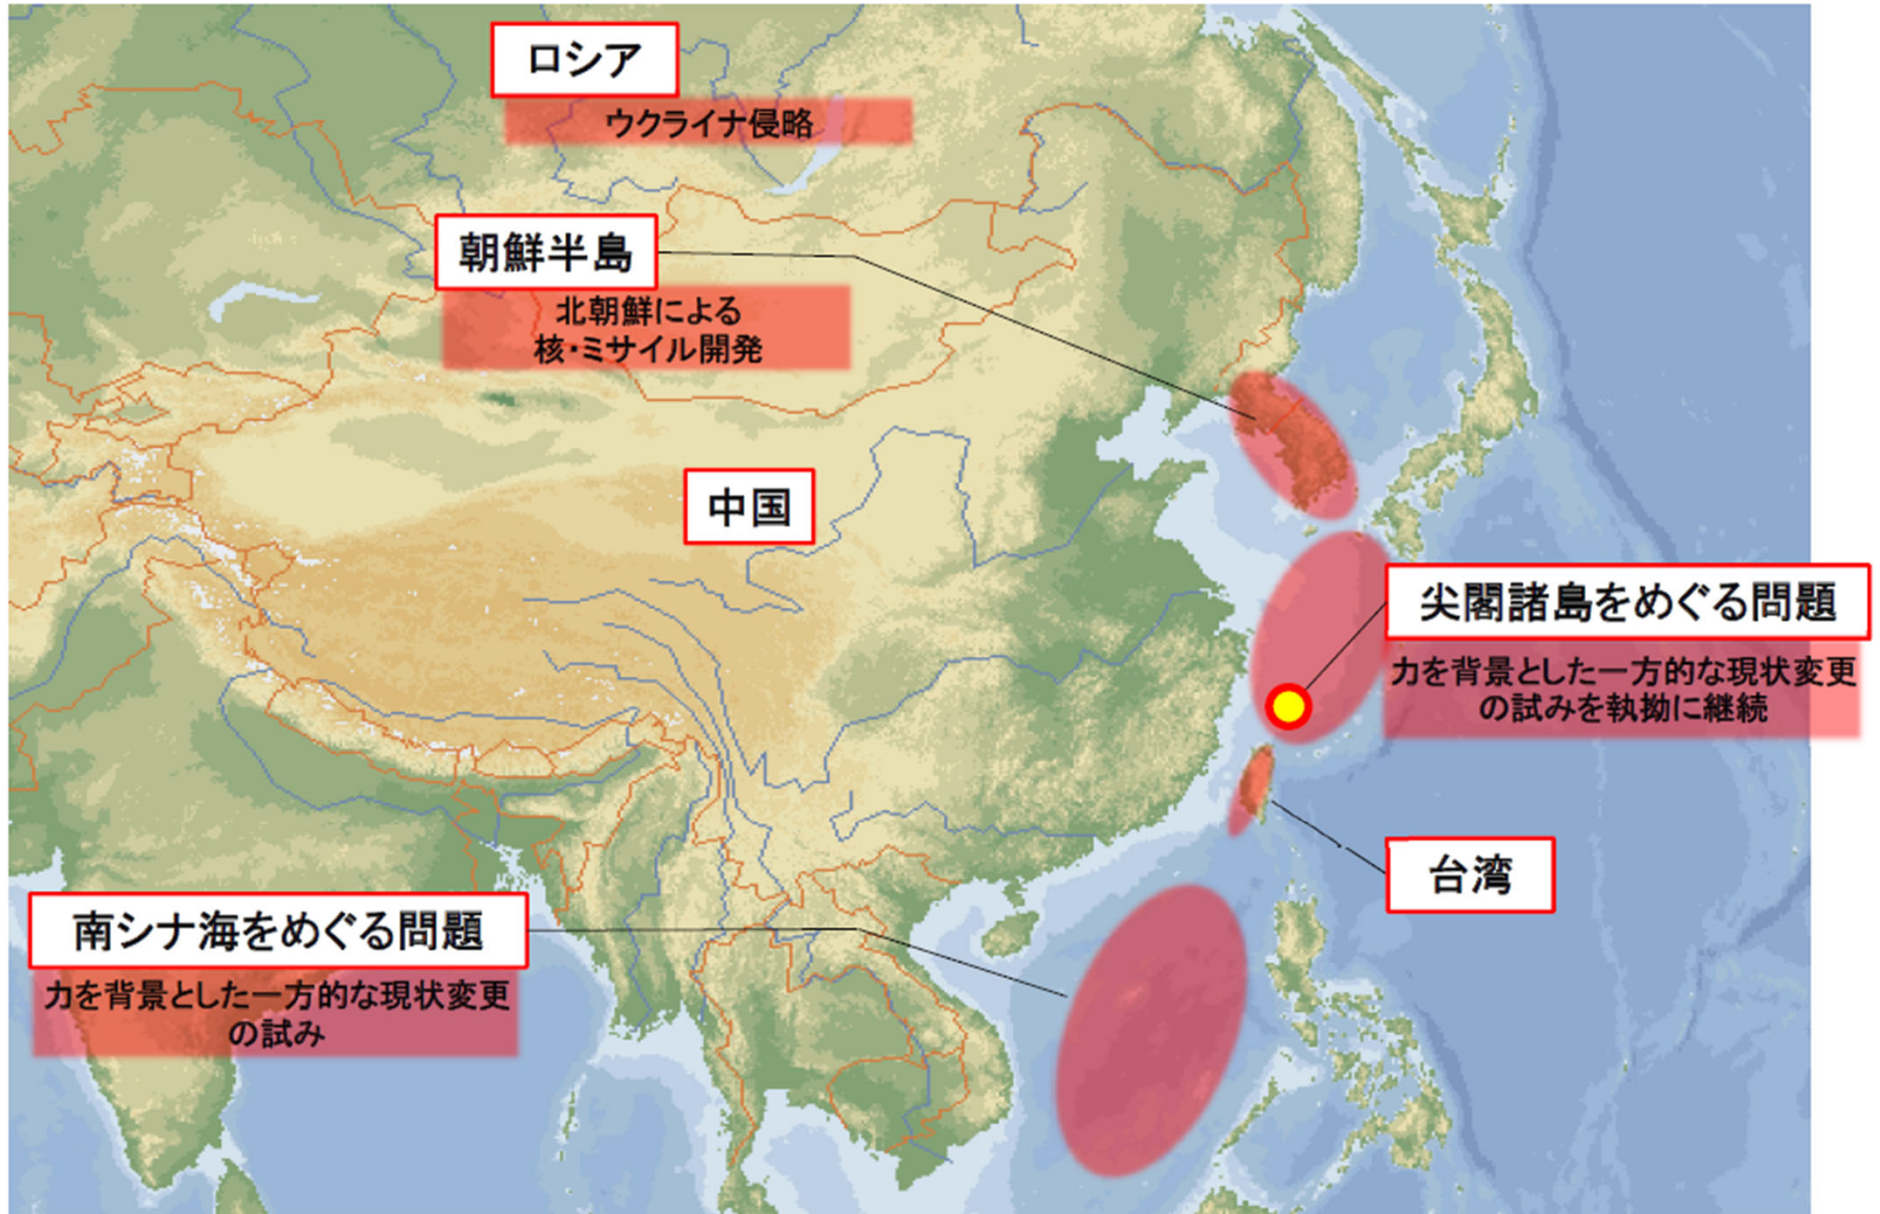 ロシア
ウクライナ侵略
朝鮮半島
北朝鮮による
核・ミサイル開発
中国
尖閣諸島をめぐる問題
力を背景とした一方的な現状変更
の試みを執拗に継続
台湾
南シナ海をめぐる問題
力を背景とした一方的な現状変更
の試み